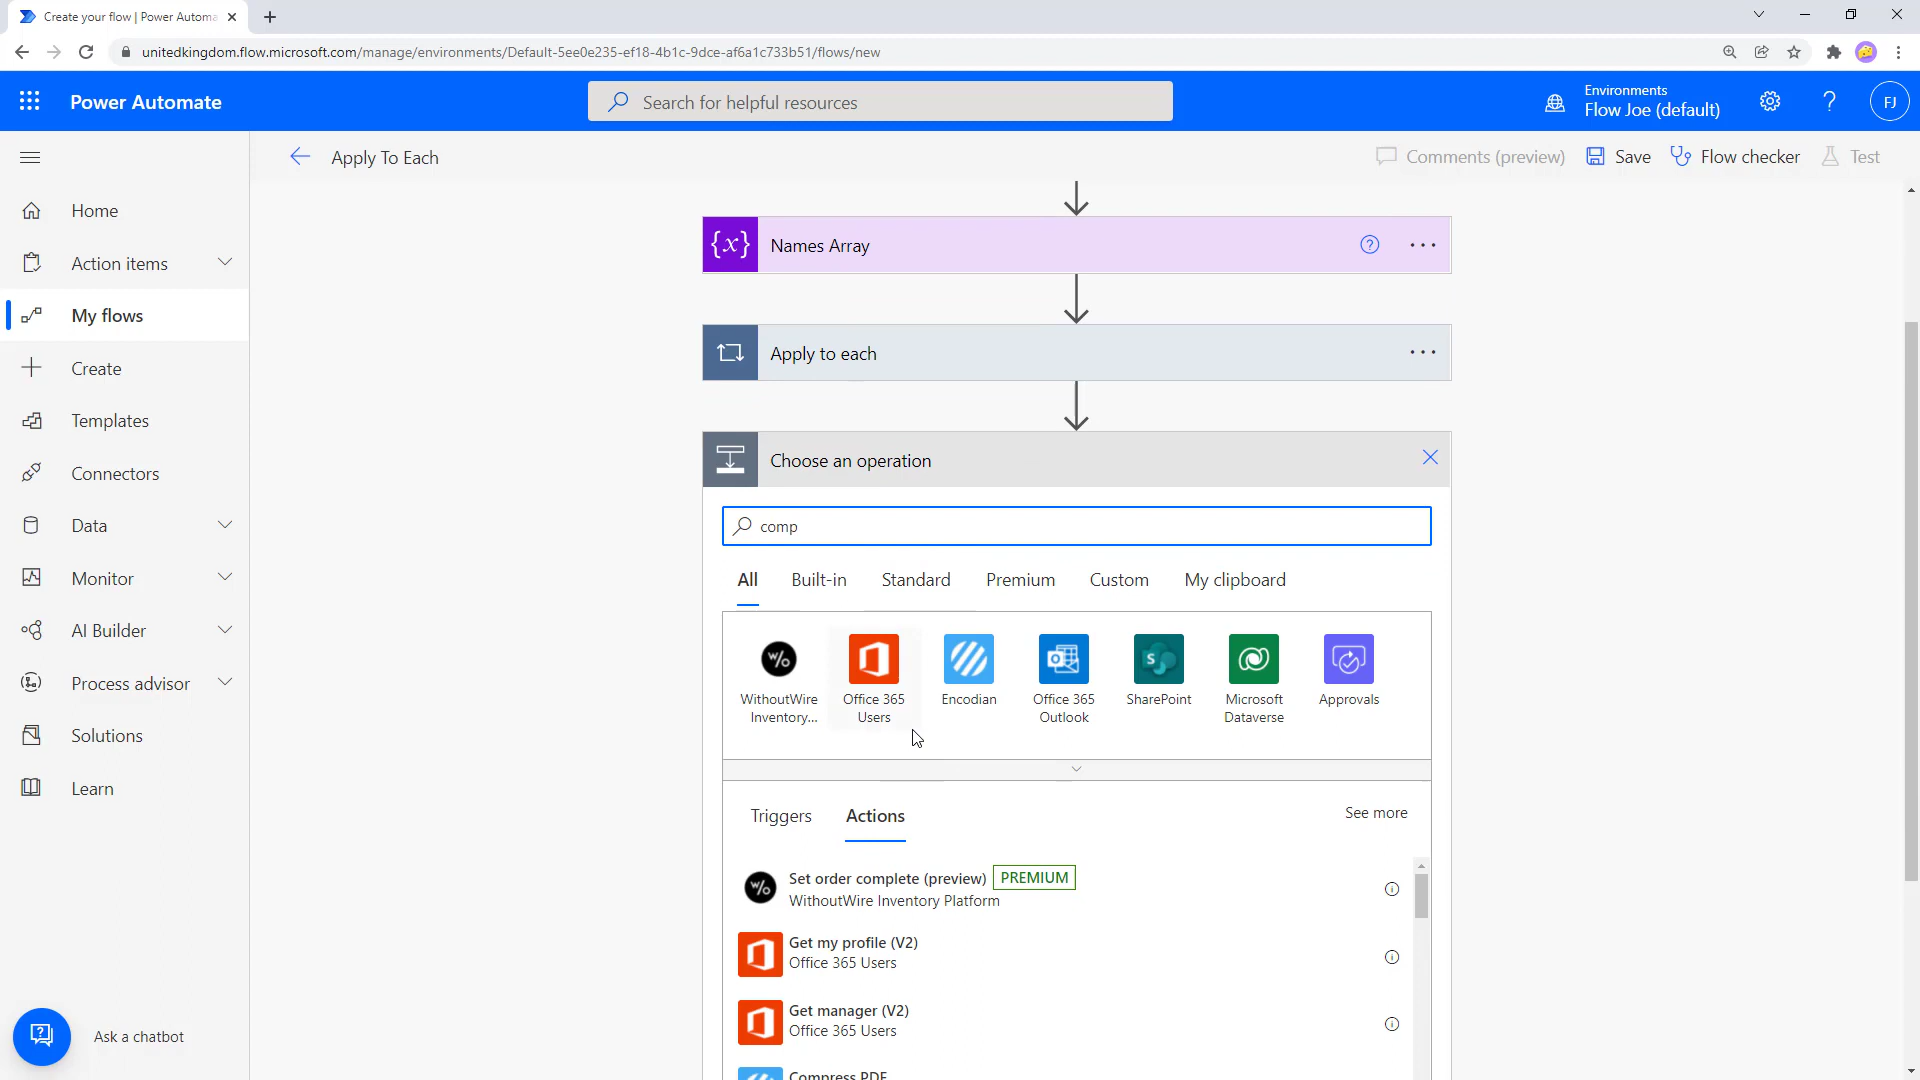 Create your flow | Power Automa
unitedkingdom.flow.microsoft.com/manage/environments/Default-5ee0e235-ef18-4b1c-9dce-af6a1c733b51/flows/new
Power Automate
Search for helpful resources
Environments
Flow Joe (default)
?
FJ
Apply To Each
Comments (preview)
Save
Flow checker
Test
Home
Action items
My flows
Create
Templates
Connectors
Data
Monitor
AI Builder
Process advisor
Solutions
Learn
Ask a chatbot
{x}
Names Array
?
Apply to each
Choose an operation
comp
All
Built-in
Standard
Premium
Custom
My clipboard
W/o
S
WithoutWire
Inventory...
Office 365
Users
Encodian
Office 365
Outlook
SharePoint
Microsoft
Dataverse
Approvals
Triggers
Actions
See more
W/o
Set order complete (preview) PREMIUM
WithoutWire Inventory Platform
Get my profile (V2)
Office 365 Users
Get manager (V2)
Office 365 Users
Compress PDF